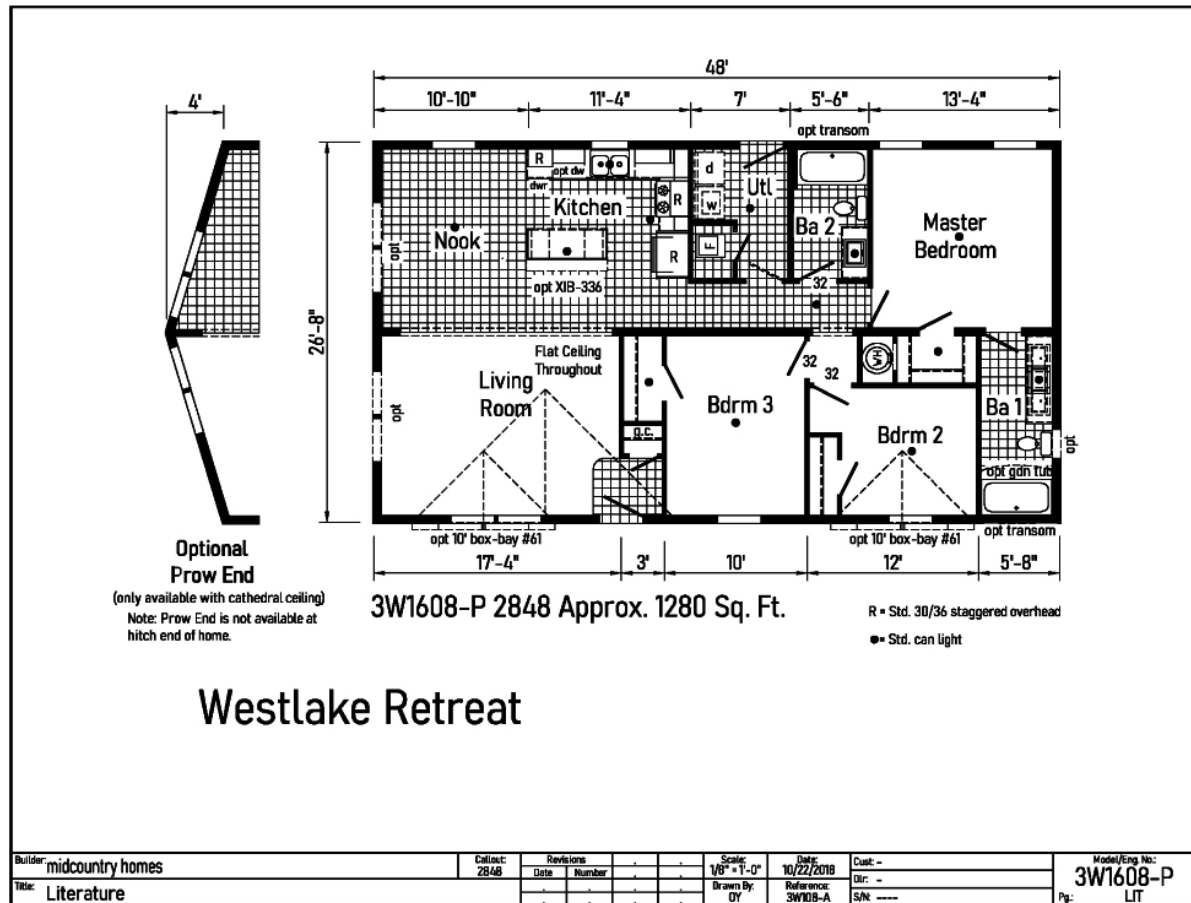 48'
4'
10'-10"
11'-4"
7'
5'-6"
13'-4"
opt transom
R
opt dw
dwr
d
w
Utl
Kitchen
R
Nook
opt
F
R
Ba 2
Master
Bedroom
opt XIB-336
32
26'-8"
Flat Ceiling
Throughout
Living
Room
opt
32
32
WH
Bdrm 3
g.c.
Bdrm 2
Ba 1
opt
opt gdn tub
opt 10' box-bay #61
opt 10' box-bay #61
opt transom
17'-4"
3'
10'
12'
5'-8"
Optional
Prow End
(only available with cathedral ceiling)
Note: Prow End is not available at
hitch end of home.
3W1608-P 2848 Approx. 1280 Sq. Ft.
R = Std. 30/36 staggered overhead
●= Std. can light
Westlake Retreat
Builder: midcountry homes
Title: Literature
Callout:
2848
Revisions
Date Number
Scale:
1/8" = 1'-0"
Drawn By:
OY
Date:
10/22/2018
Reference:
3W108-A
Cust: -
Dir: -
S/N: ----
Model/Eng. No.:
3W1608-P
Pg.: LIT